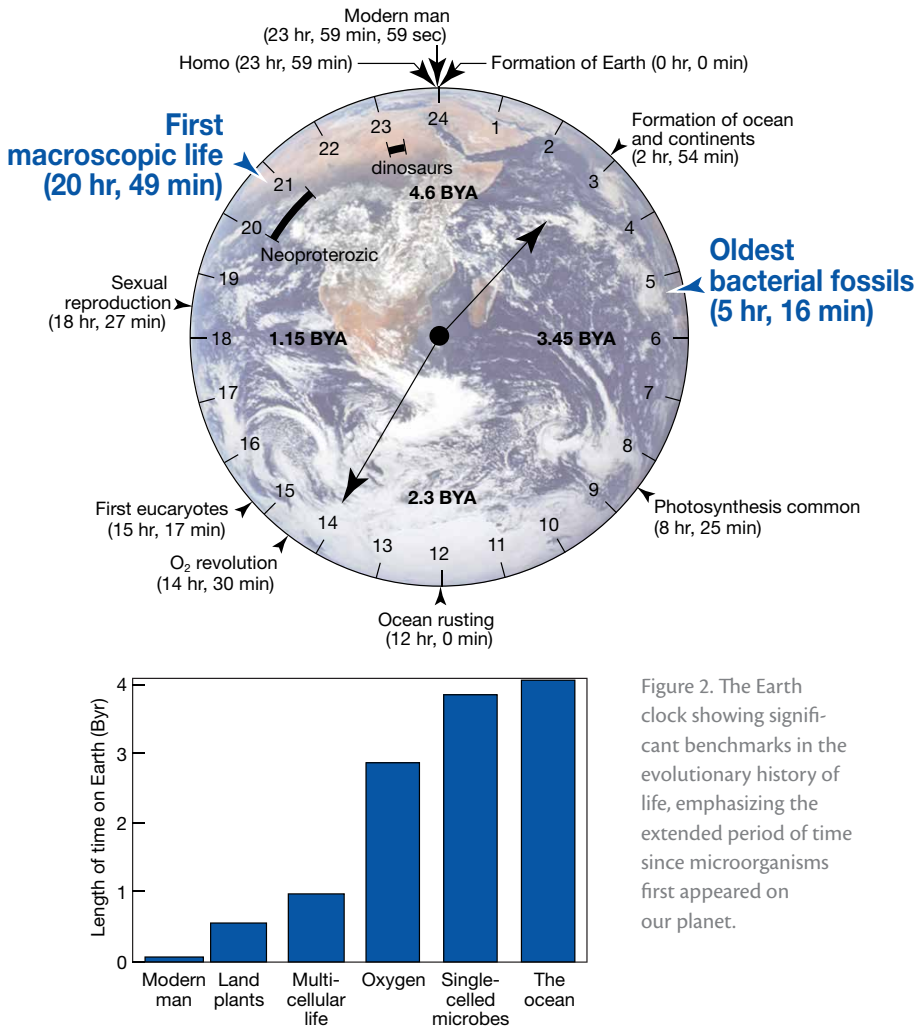 Modern man
(23 hr, 59 min, 59 sec)
Homo (23 hr, 59 min)
Formation of Earth (0 hr, 0 min)
First
macroscopic life
(20 hr, 49 min)
Formation of ocean
and continents
(2 hr, 54 min)
24
1
2
3
4
5
6
7
8
9
10
11
12
13
14
15
16
17
18
19
20
21
22
23
dinosaurs
4.6 BYA
Neoproterozic
Oldest
bacterial fossils
(5 hr, 16 min)
Sexual
reproduction
(18 hr, 27 min)
1.15 BYA
3.45 BYA
2.3 BYA
First eucaryotes
(15 hr, 17 min)
Photosynthesis common
(8 hr, 25 min)
O₂ revolution
(14 hr, 30 min)
Ocean rusting
(12 hr, 0 min)
Length of time on Earth (Byr)
4
3
2
1
0
Modern
man
Land
plants
Multi-
cellular
life
Oxygen
Single-
celled
microbes
The
ocean
Figure 2. The Earth
clock showing signifi-
cant benchmarks in the
evolutionary history of
life, emphasizing the
extended period of time
since microorganisms
first appeared on
our planet.